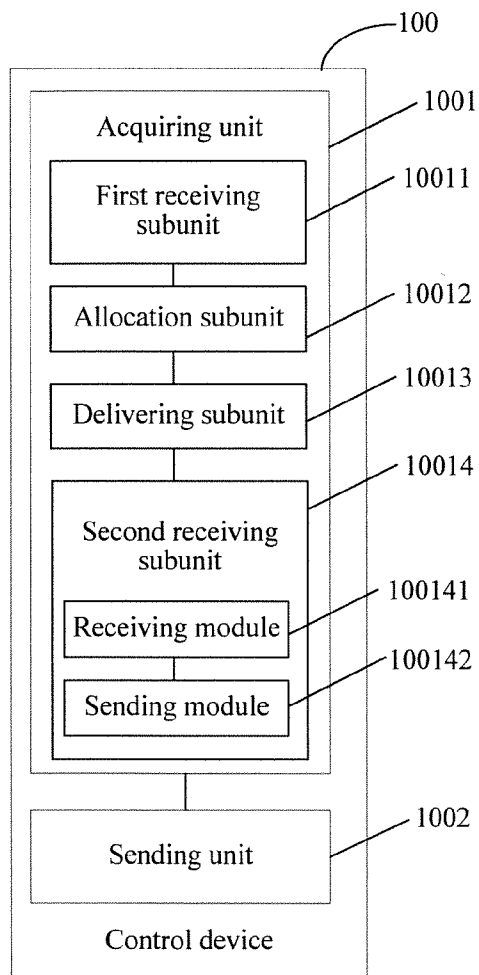 100
1001
Acquiring unit
10011
First receiving
subunit
10012
Allocation subunit
10013
Delivering subunit
10014
Second receiving
subunit
100141
Receiving module
100142
Sending module
1002
Sending unit
Control device